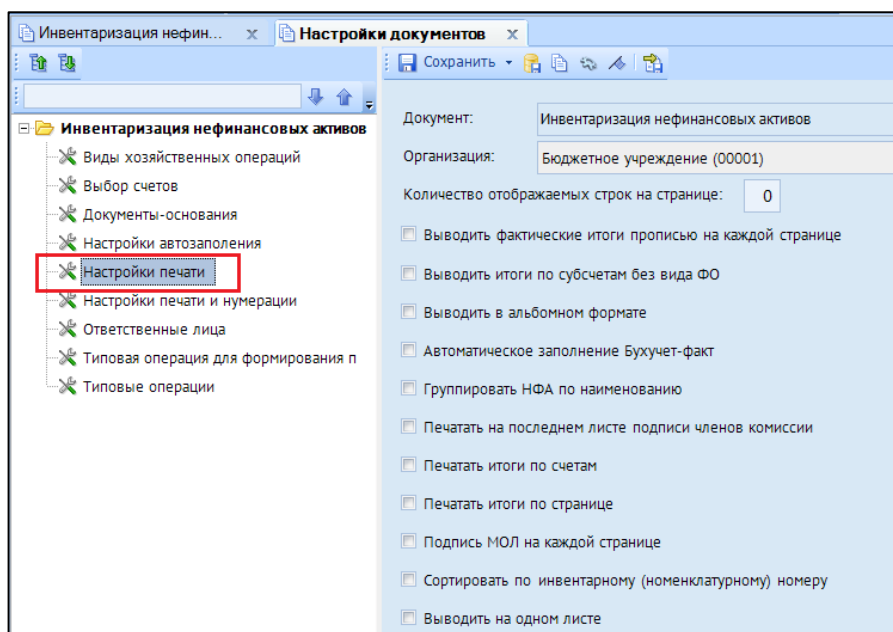 Инвентаризация нефин... x
Настройки документов x
Сохранить
Инвентаризация нефинансовых активов
Виды хозяйственных операций
Выбор счетов
Документы-основания
Настройки автозаполения
Настройки печати
Настройки печати и нумерации
Ответственные лица
Типовая операция для формирования п
Типовые операции
Документ: Инвентаризация нефинансовых активов
Организация: Бюджетное учреждение (00001)
Количество отображаемых строк на странице: 0
Выводить фактические итоги прописью на каждой странице
Выводить итоги по субсчетам без вида ФО
Выводить в альбомном формате
Автоматическое заполнение Бухучет-факт
Группировать НФА по наименованию
Печатать на последнем листе подписи членов комиссии
Печатать итоги по счетам
Печатать итоги по странице
Подпись МОЛ на каждой странице
Сортировать по инвентарному (номенклатурному) номеру
Выводить на одном листе